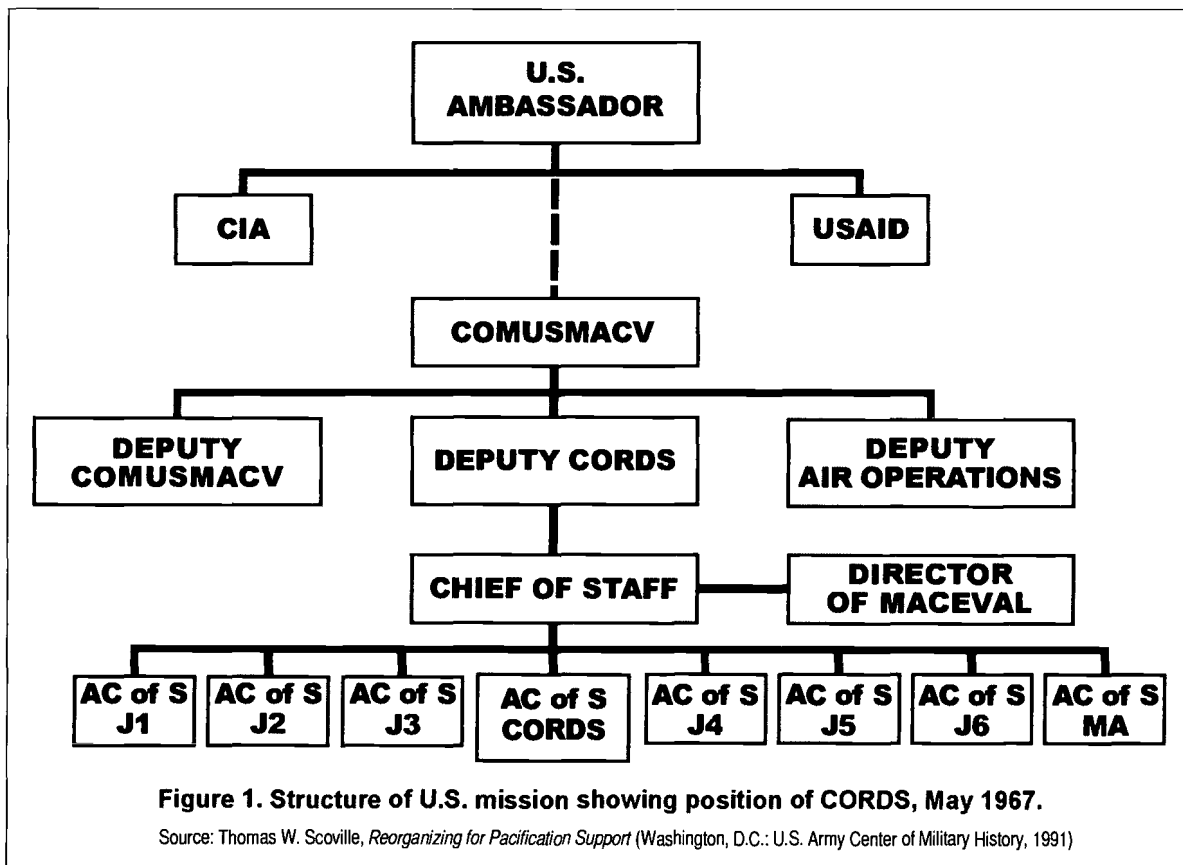 U.S.
AMBASSADOR
CIA
USAID
COMUSMACV
DEPUTY
COMUSMACV
DEPUTY CORDS
DEPUTY
AIR OPERATIONS
CHIEF OF STAFF
DIRECTOR
OF MACEVAL
AC of S
J1
AC of S
J2
AC of S
J3
AC of S
CORDS
AC of S
J4
AC of S
J5
AC of S
J6
AC of S
MA
Figure 1. Structure of U.S. mission showing position of CORDS, May 1967.
Source: Thomas W. Scoville, Reorganizing for Pacification Support (Washington, D.C.: U.S. Army Center of Military History, 1991)